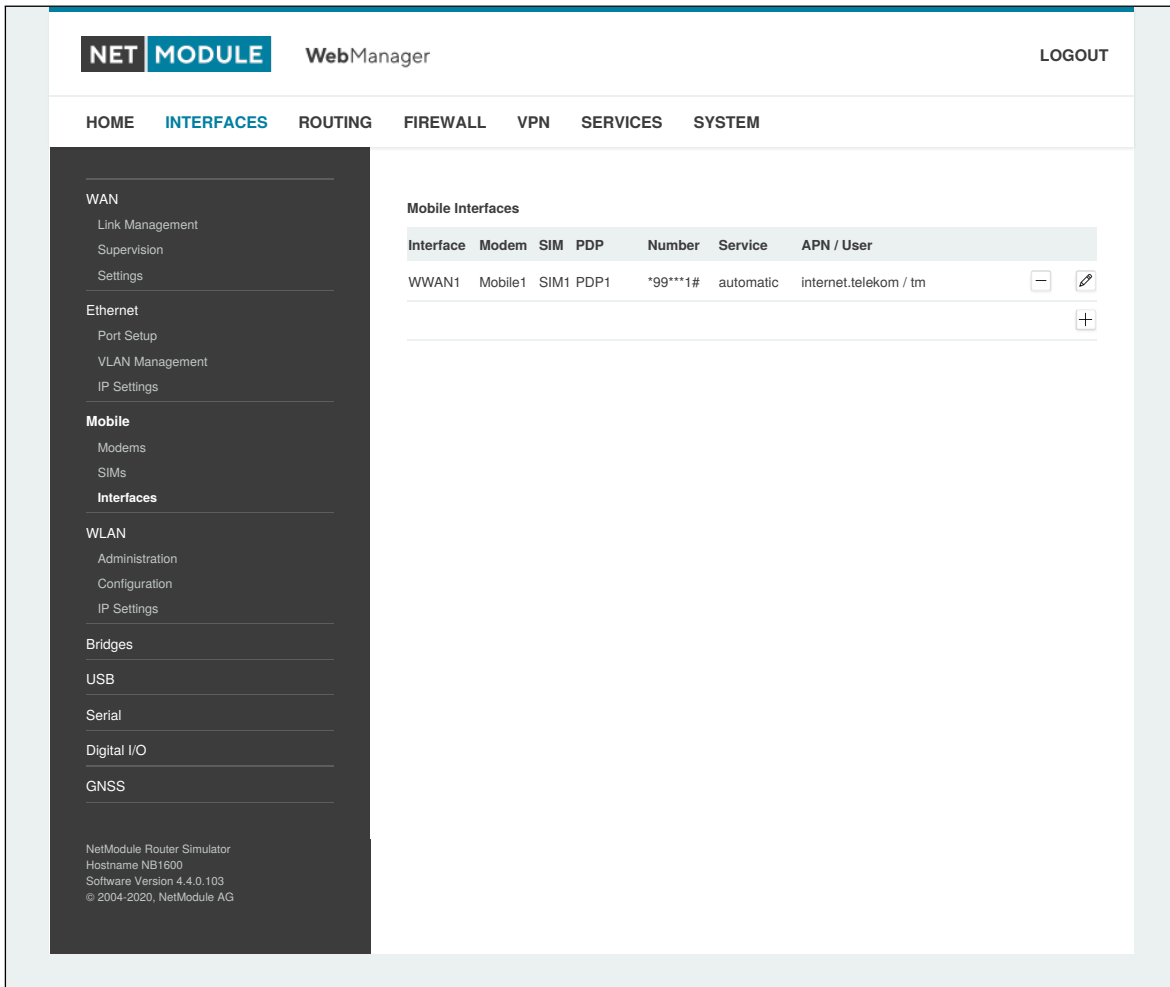 NET MODULE WebManager LOGOUT
HOME INTERFACES ROUTING FIREWALL VPN SERVICES SYSTEM
WAN
Link Management
Supervision
Settings
Ethernet
Port Setup
VLAN Management
IP Settings
Mobile
Modems
SIMs
Interfaces
WLAN
Administration
Configuration
IP Settings
Bridges
USB
Serial
Digital I/O
GNSS
NetModule Router Simulator
Hostname NB1600
Software Version 4.4.0.103
© 2004-2020, NetModule AG
Mobile Interfaces
Interface Modem SIM PDP Number Service APN / User
WWAN1 Mobile1 SIM1 PDP1 *99***1# automatic internet.telekom / tm